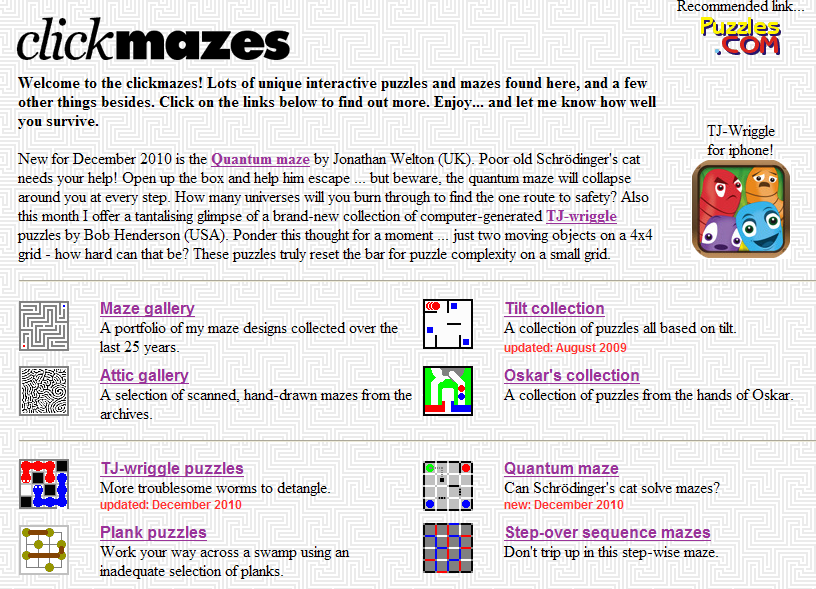 Recommended link...
Puzzles
.COM
clickmazes
Welcome to the clickmazes! Lots of unique interactive puzzles and mazes found here, and a few
other things besides. Click on the links below to find out more. Enjoy... and let me know how well
you survive.
TJ-Wriggle
for iphone!
New for December 2010 is the Quantum maze by Jonathan Welton (UK). Poor old Schrödinger's cat
needs your help! Open up the box and help him escape ... but beware, the quantum maze will collapse
around you at every step. How many universes will you burn through to find the one route to safety? Also
this month I offer a tantalising glimpse of a brand-new collection of computer-generated TJ-wriggle
puzzles by Bob Henderson (USA). Ponder this thought for a moment ... just two moving objects on a 4x4
grid - how hard can that be? These puzzles truly reset the bar for puzzle complexity on a small grid.
Maze gallery
A portfolio of my maze designs collected over the
last 25 years.
Tilt collection
A collection of puzzles all based on tilt.
updated: August 2009
Attic gallery
A selection of scanned, hand-drawn mazes from the
archives.
Oskar's collection
A collection of puzzles from the hands of Oskar.
TJ-wriggle puzzles
More troublesome worms to detangle.
updated: December 2010
Quantum maze
Can Schrödinger's cat solve mazes?
new: December 2010
Plank puzzles
Work your way across a swamp using an
inadequate selection of planks.
Step-over sequence mazes
Don't trip up in this step-wise maze.